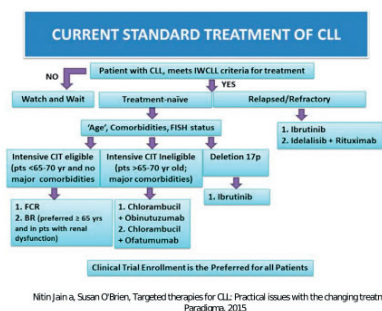 CURRENT STANDARD TREATMENT OF CLL
Patient with CLL, meets IWCLL criteria for treatment
NO
YES
Watch and Wait
Treatment-naïve
Relapsed/Refractory
'Age', Comorbidities, FISH status
1. Ibrutinib
2. Idelalisib + Rituximab
Intensive CIT eligible
(pts <65-70 yr and no
major comorbidities)
Intensive CIT Ineligible
(pts >65-70 yr old;
major comorbidities)
Deletion 17p
1. Ibrutinib
1. FCR
2. BR (preferred ≥ 65 yrs
and in pts with renal
dysfunction)
1. Chlorambucil
+ Obinutuzumab
2. Chlorambucil
+ Ofatumumab
Clinical Trial Enrollment is the Preferred for all Patients
Nitin Jain a, Susan O'Brien, Targeted therapies for CLL: Practical issues with the changing treatm
Paradigma, 2015